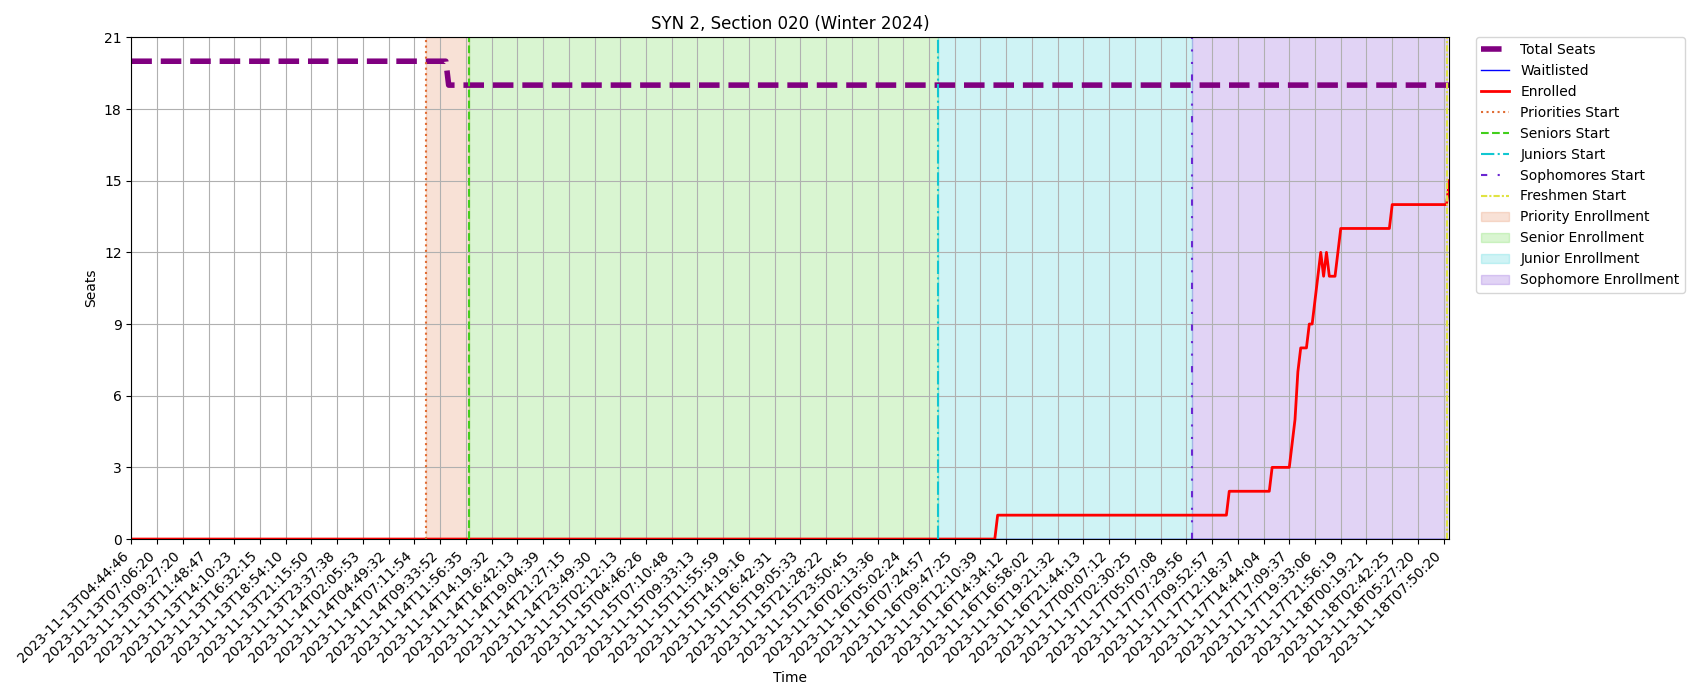 SYN 2, Section 020 (Winter 2024)
21
18
15
12
9
6
3
0
Seats
2023-11-13T04:44:46
2023-11-13T07:06:20
2023-11-13T09:27:20
2023-11-13T11:48:47
2023-11-13T14:10:23
2023-11-13T16:32:15
2023-11-13T18:54:10
2023-11-13T21:15:50
2023-11-13T23:37:38
2023-11-14T02:05:53
2023-11-14T04:49:32
2023-11-14T07:11:54
2023-11-14T09:33:52
2023-11-14T11:56:35
2023-11-14T14:19:32
2023-11-14T16:42:13
2023-11-14T19:04:39
2023-11-14T21:27:15
2023-11-14T23:49:30
2023-11-15T02:12:13
2023-11-15T04:46:26
2023-11-15T07:10:48
2023-11-15T09:33:13
2023-11-15T11:55:59
2023-11-15T14:19:16
2023-11-15T16:42:31
2023-11-15T19:05:33
2023-11-15T21:28:22
2023-11-15T23:50:45
2023-11-16T02:13:36
2023-11-16T05:02:24
2023-11-16T07:24:57
2023-11-16T09:47:25
2023-11-16T12:10:39
2023-11-16T14:34:12
2023-11-16T16:58:02
2023-11-16T19:21:32
2023-11-16T21:44:13
2023-11-17T00:07:12
2023-11-17T02:30:25
2023-11-17T05:07:08
2023-11-17T07:29:56
2023-11-17T09:52:57
2023-11-17T12:18:37
2023-11-17T14:44:04
2023-11-17T17:09:37
2023-11-17T19:33:06
2023-11-17T21:56:19
2023-11-18T00:19:21
2023-11-18T02:42:25
2023-11-18T05:27:20
2023-11-18T07:50:20
Time
Total Seats
Waitlisted
Enrolled
Priorities Start
Seniors Start
Juniors Start
Sophomores Start
Freshmen Start
Priority Enrollment
Senior Enrollment
Junior Enrollment
Sophomore Enrollment